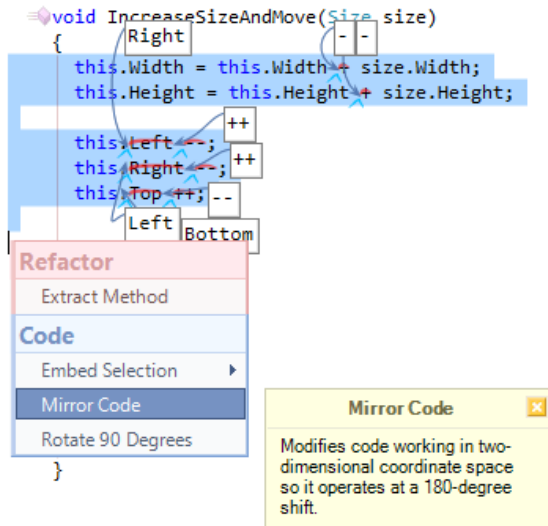 void IncreaseSizeAndMove(Size size)
Right
- -
{
this.Width = this.Width + size.Width;
this.Height = this.Height + size.Height;
++
this.Left --;
++
this.Right --;
this.Top ++;
--
Left
Bottom
Refactor
Extract Method
Code
Embed Selection
Mirror Code
Rotate 90 Degrees
}
Mirror Code
Modifies code working in two-
dimensional coordinate space
so it operates at a 180-degree
shift.